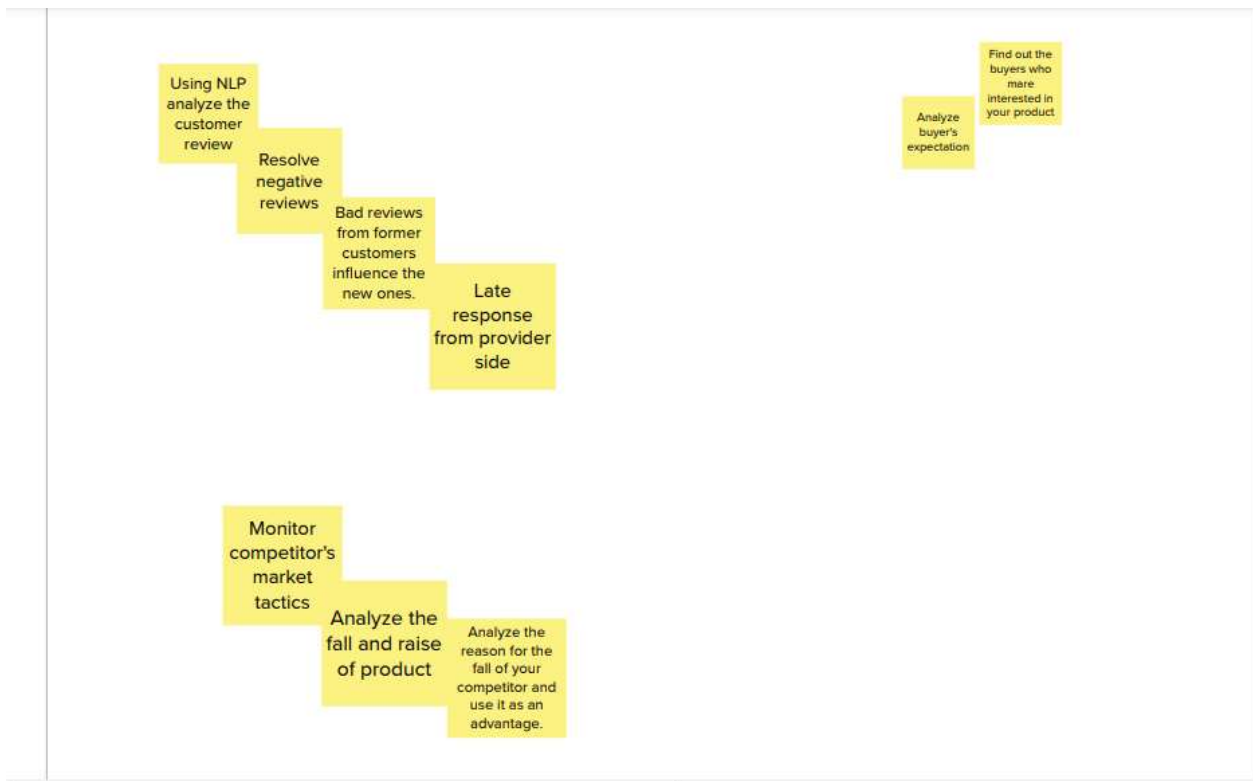 Using NLP
analyze the
customer
review
Resolve
negative
reviews
Bad reviews
from former
customers
influence the
new ones.
Late
response
from provider
side
Find out the
buyers who
mare
interested in
your product
Analyze
buyer's
expectation
Monitor
competitor's
market
tactics
Analyze the
fall and raise
of product
Analyze the
reason for the
fall of your
competitor and
use it as an
advantage.